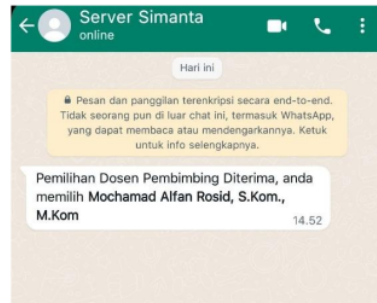 Server Simanta
online
Hari ini
Pesan dan panggilan terenkripsi secara end-to-end.
Tidak seorang pun di luar chat ini, termasuk WhatsApp,
yang dapat membaca atau mendengarkannya. Ketuk
untuk info selengkapnya.
Pemilihan Dosen Pembimbing Diterima, anda
memilih Mochamad Alfan Rosid, S.Kom.,
M.Kom
14.52